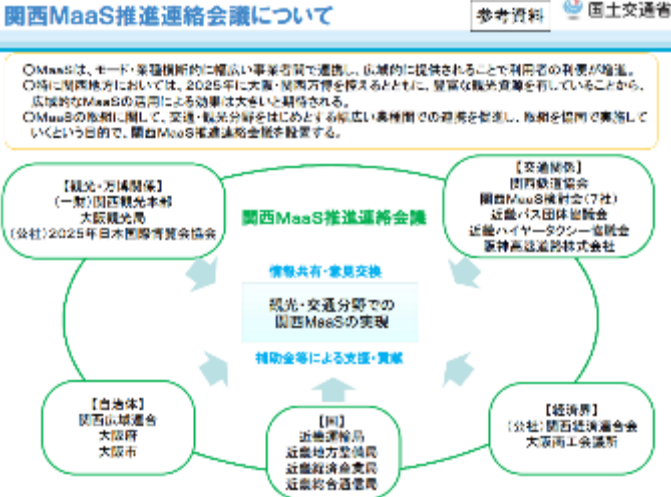 関西MaaS推進連絡会議について
参考資料
国土交通省
〇MaaSは、モード・業種横断的に幅広い事業者間で連携し、広域的に提供されることで利用者の利便が増進。
〇特に関西地方においては、2025年に大阪・関西万博を控えるとともに、豊富な観光資源を有していることから、
広域的なMaaSの活用による効果は大きいと期待される。
〇MaaSの取組に関して、交通・観光分野をはじめとする幅広い業種間での連携を促進し、取組を協同で実施して
いくという目的で、関西MaaS推進連絡会議を設置する。
【観光・万博関係】
(一財)関西観光本部
大阪観光局
(公社)2025年日本国際博覧会協会
関西MaaS推進連絡会議
【交通関係】
関西鉄道協会
関西MaaS検討会(7社)
近畿バス団体協議会
近畿ハイヤータクシー協議会
阪神高速道路株式会社
情報共有・意見交換
観光・交通分野での
関西MaaSの実現
補助金等による支援・貢献
【自治体】
関西広域連合
大阪府
大阪市
【国】
近畿運輸局
近畿地方整備局
近畿経済産業局
近畿総合通信局
【経済界】
(公社)関西経済連合会
大阪商工会議所